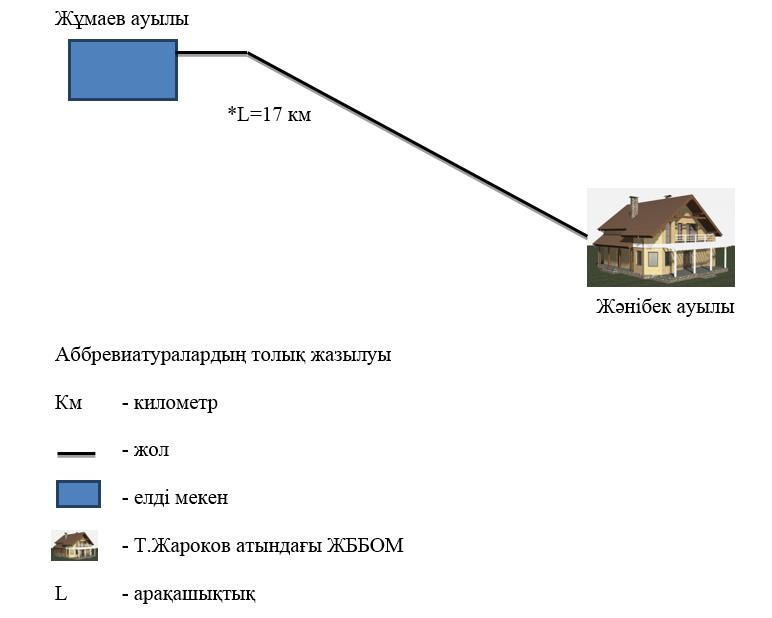 Жұмаев ауылы
*L=17 км
Жәнібек ауылы
Аббревиатуралардың толық жазылуы
Км - километр
- жол
- елді мекен
- Т.Жароков атындағы ЖББОМ
L - арақашықтық